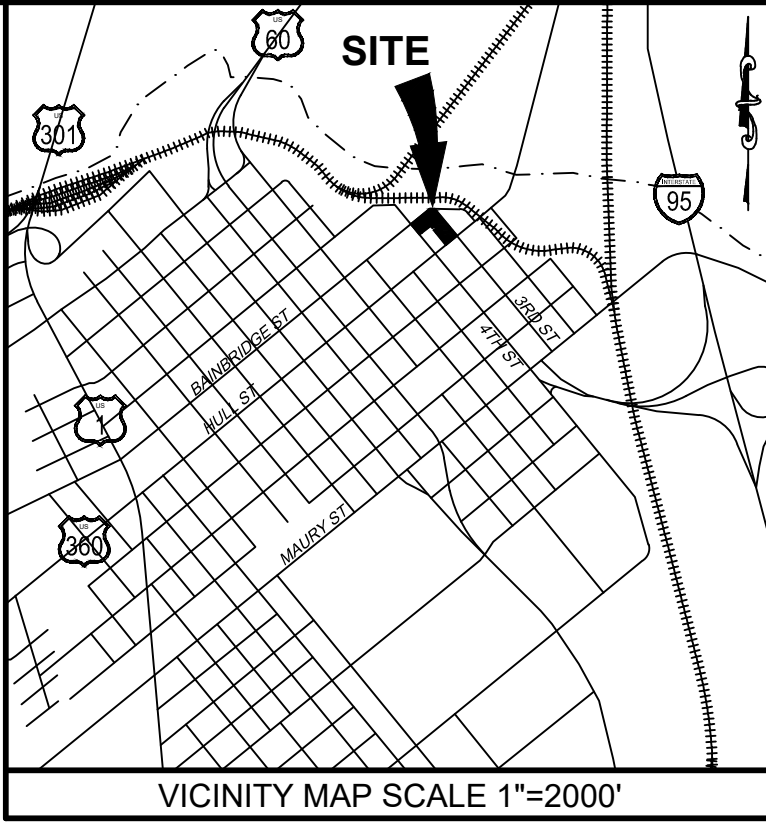 US
60
SITE
US
301
INTERSTATE
95
3RD ST
BAINBRIDGE ST
4TH ST
HULL ST
US
1
MAURY ST
US
360
VICINITY MAP SCALE 1"=2000'